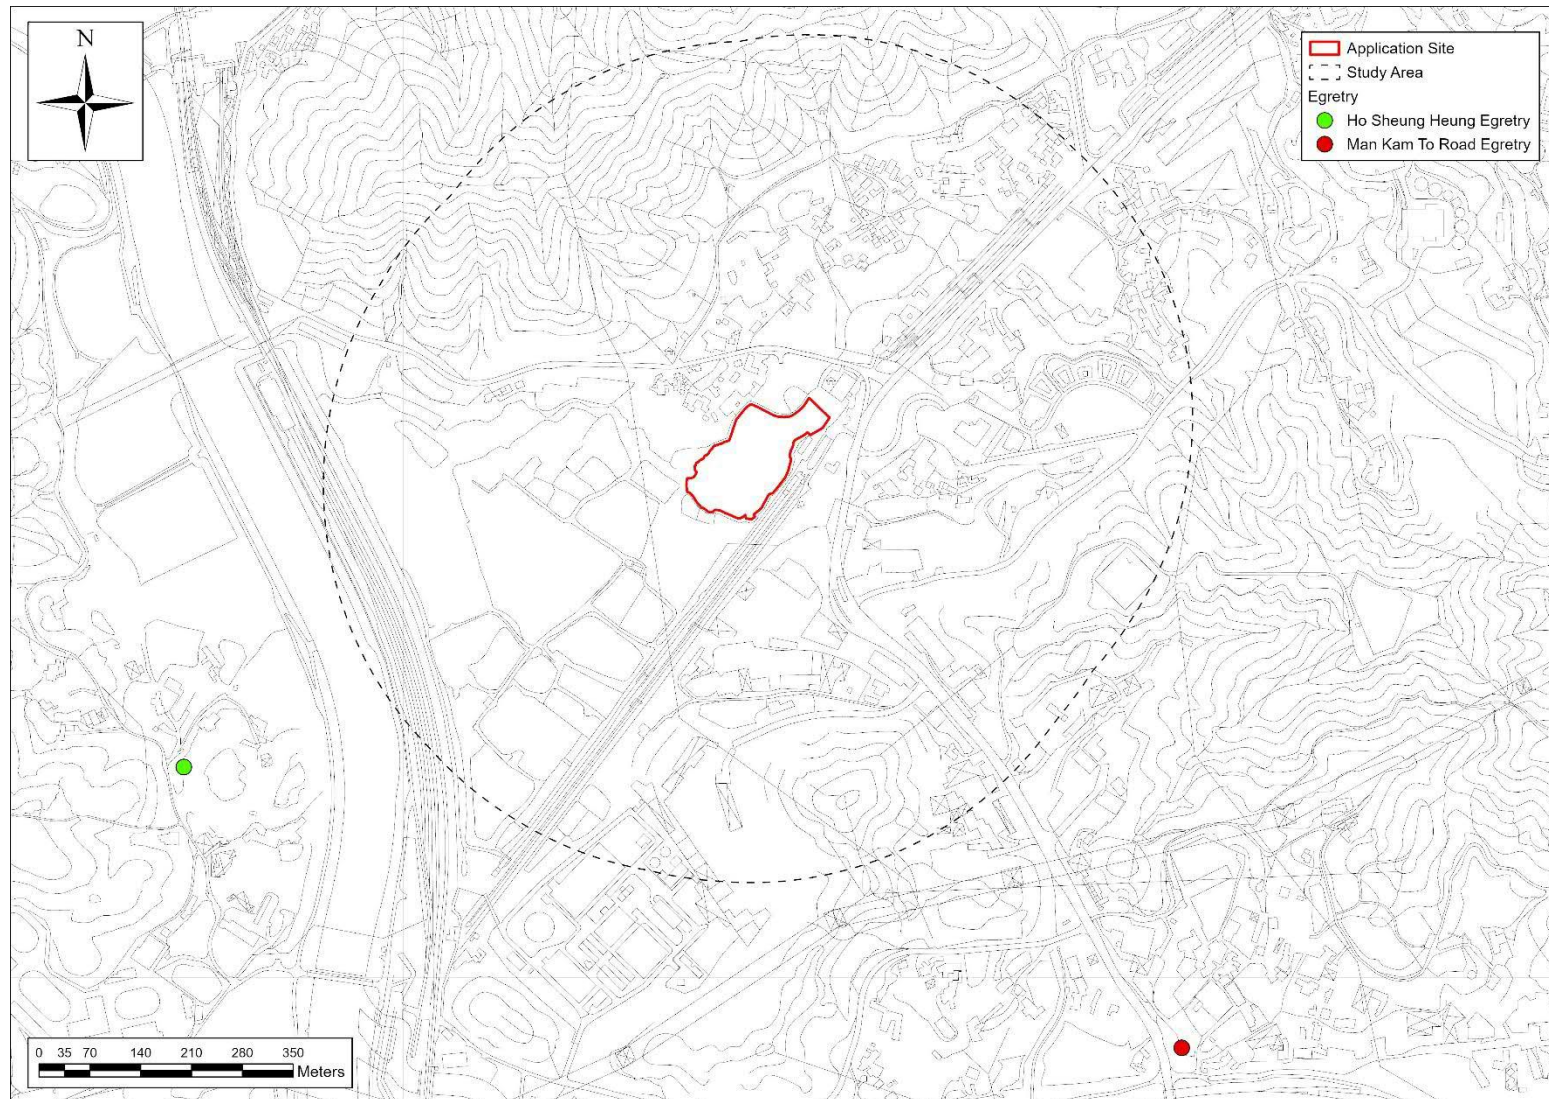 N
Application Site
Study Area
Egretry
Ho Sheung Heung Egretry
Man Kam To Road Egretry
0 35 70 140 210 280 350
Meters